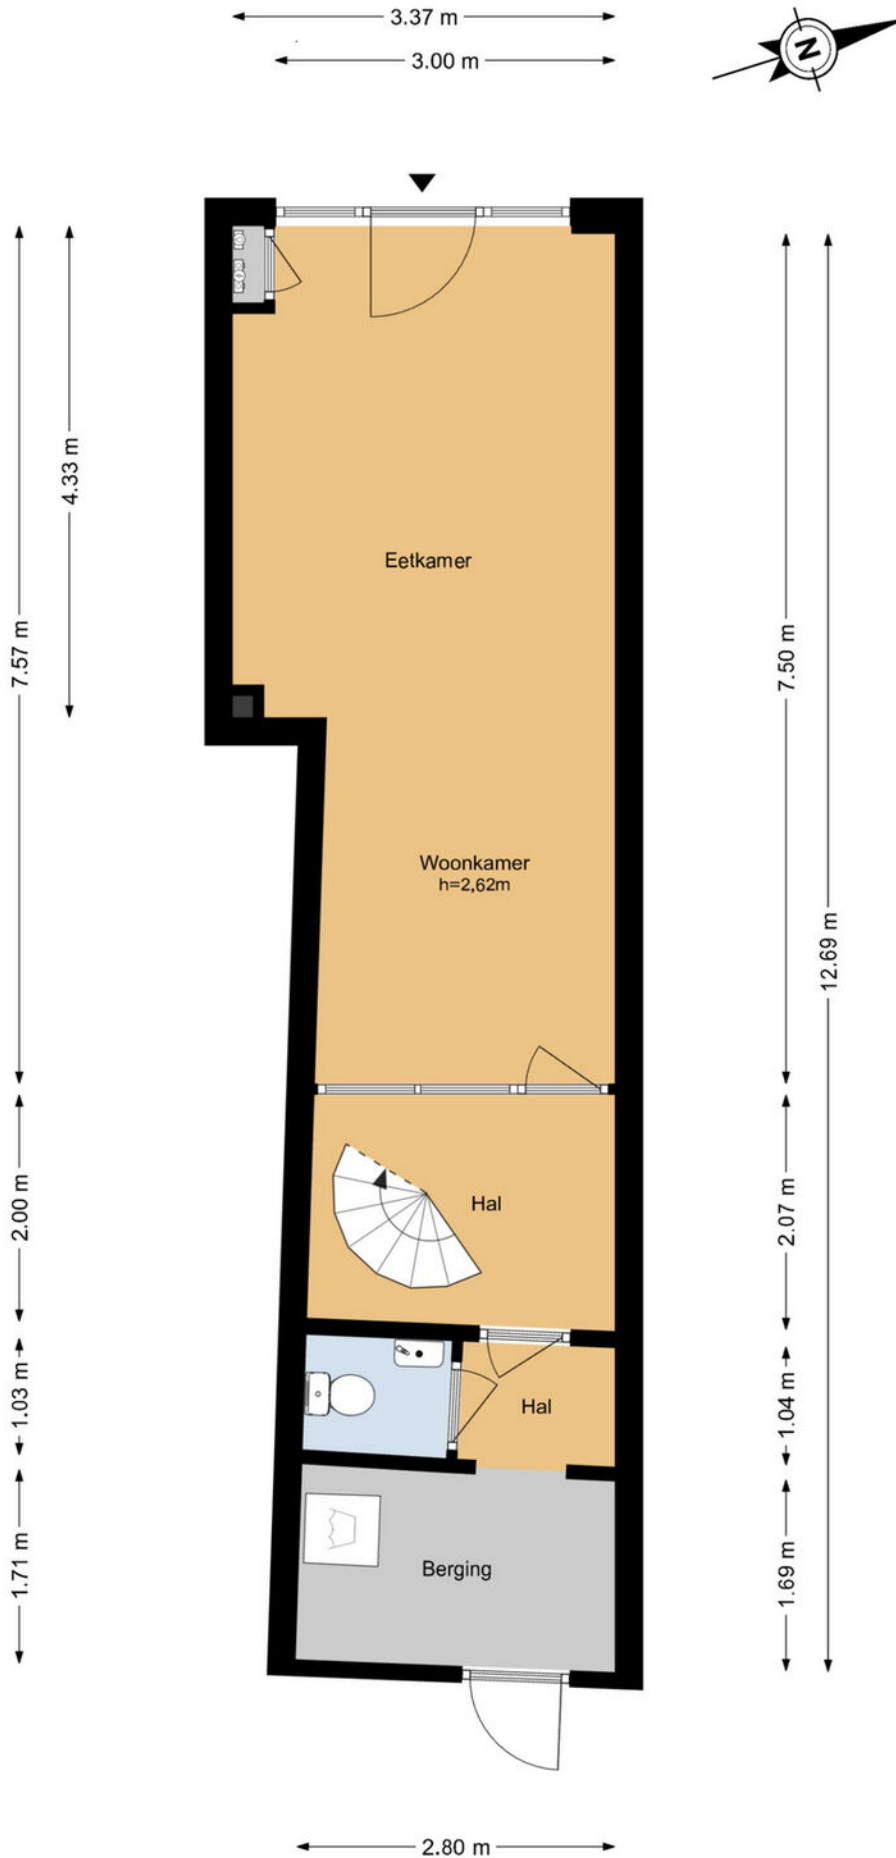 3.37 m
3.00 m
N
4.33 m
7.57 m
7.50 m
Eetkamer
Woonkamer
h=2,62m
12.69 m
2.00 m
Hal
2.07 m
1.03 m
Hal
1.04 m
1.71 m
Berging
1.69 m
2.80 m